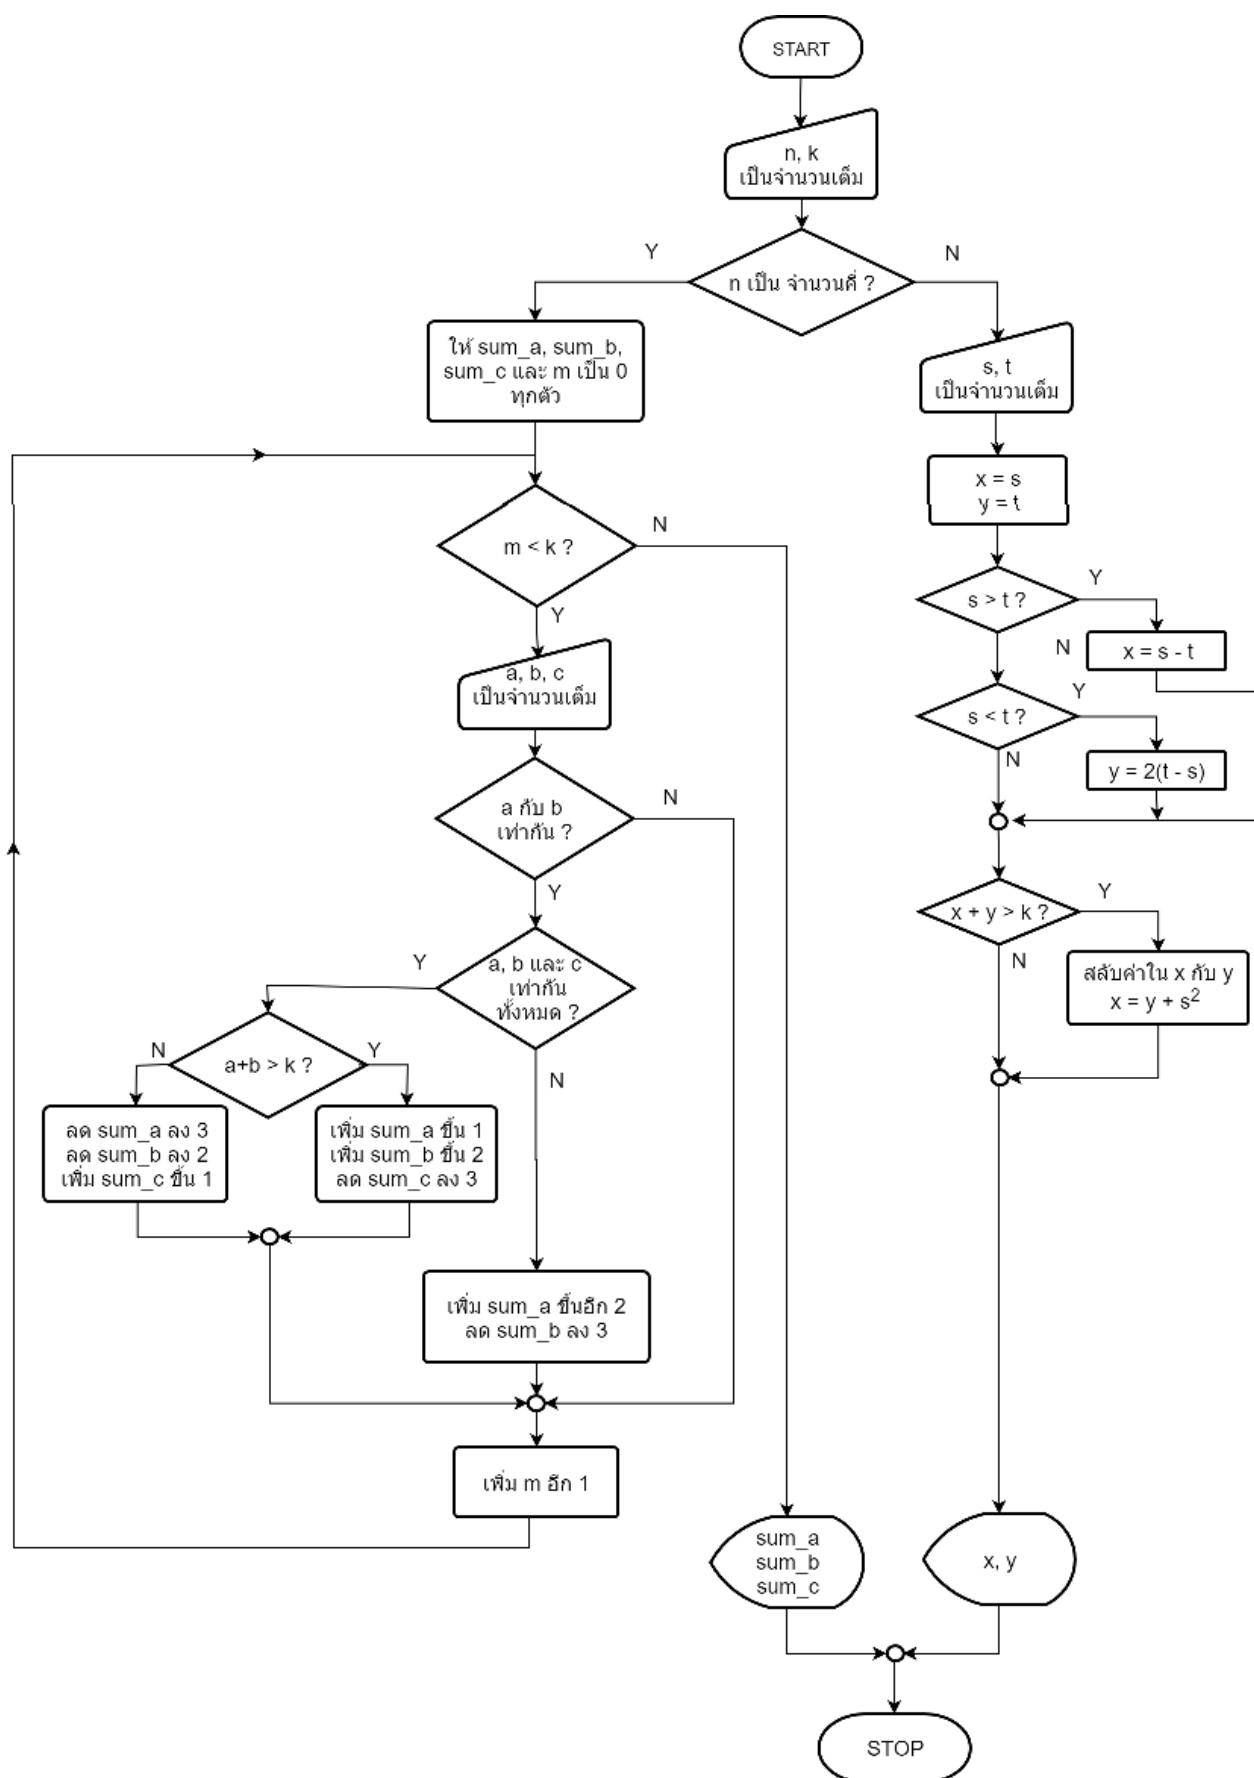 START
n, k
เป็นจำนวนเต็ม
n เป็น จำนวนคี่ ?
Y
N
ให้ sum_a, sum_b,
sum_c และ m เป็น 0
ทุกตัว
m < k ?
N
Y
a, b, c
เป็นจำนวนเต็ม
a กับ b
เท่ากัน ?
N
Y
a, b และ c
เท่ากัน
ทั้งหมด ?
Y
N
a+b > k ?
N
Y
ลด sum_a ลง 3
ลด sum_b ลง 2
เพิ่ม sum_c ขึ้น 1
เพิ่ม sum_a ขึ้น 1
เพิ่ม sum_b ขึ้น 2
ลด sum_c ลง 3
เพิ่ม sum_a ขึ้นอีก 2
ลด sum_b ลง 3
เพิ่ม m อีก 1
sum_a
sum_b
sum_c
s, t
เป็นจำนวนเต็ม
x = s
y = t
s > t ?
Y
N
x = s - t
s < t ?
Y
N
y = 2(t - s)
x + y > k ?
Y
N
สลับค่าใน x กับ y
x = y + s²
x, y
STOP